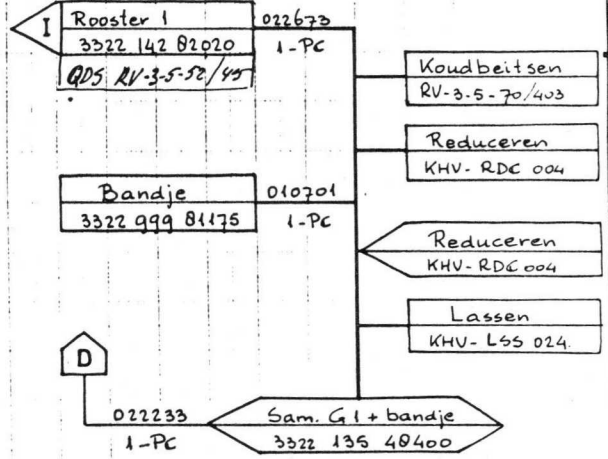 I
Rooster 1
022673
3322 142 82020
1-PC
QDS RV-3-5-52/45
Koudbeitsen
RV-3-5-70/403
Reduceren
KHV-RDC 004
Bandje
010701
3322 999 81175
1-PC
Reduceren
KHV-RDC 004
Lassen
KHV-LSS 024.
D
022233
Sam. G1 + bandje
1-PC
3322 135 48400